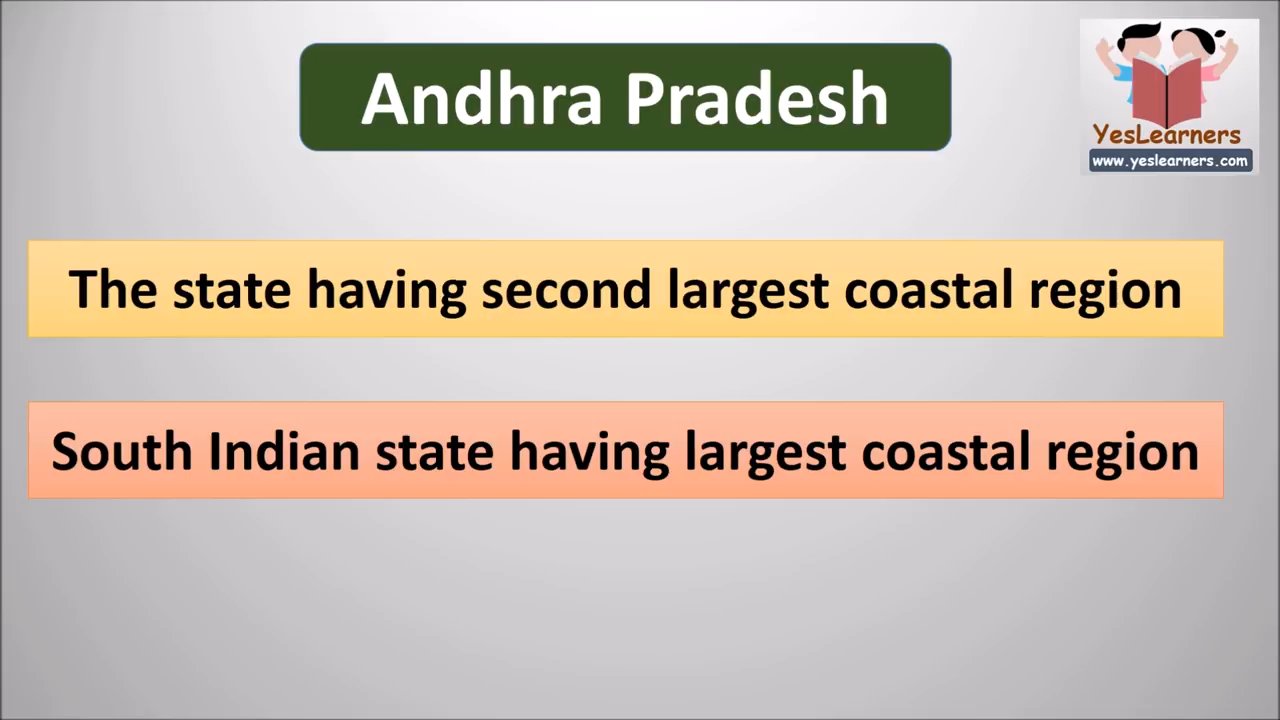 Andhra Pradesh
YesLearners
www.yeslearners.com
The state having second largest coastal region
South Indian state having largest coastal region